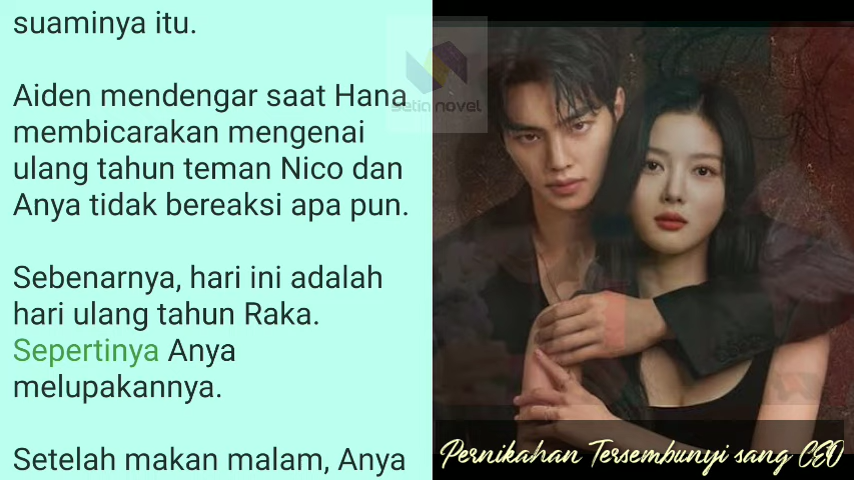 suaminya itu.
Aiden mendengar saat Hana
membicarakan mengenai
ulang tahun teman Nico dan
Anya tidak bereaksi apa pun.
Sebenarnya, hari ini adalah
hari ulang tahun Raka.
Sepertinya Anya
melupakannya.
Setelah makan malam, Anya
Setia novel
Pernikahan Tersembunyi sang CEO